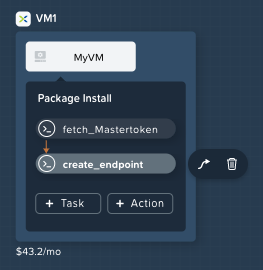 VM1
MyVM
Package Install
fetch_Mastertoken
create_endpoint
+ Task
+ Action
$43.2/mo